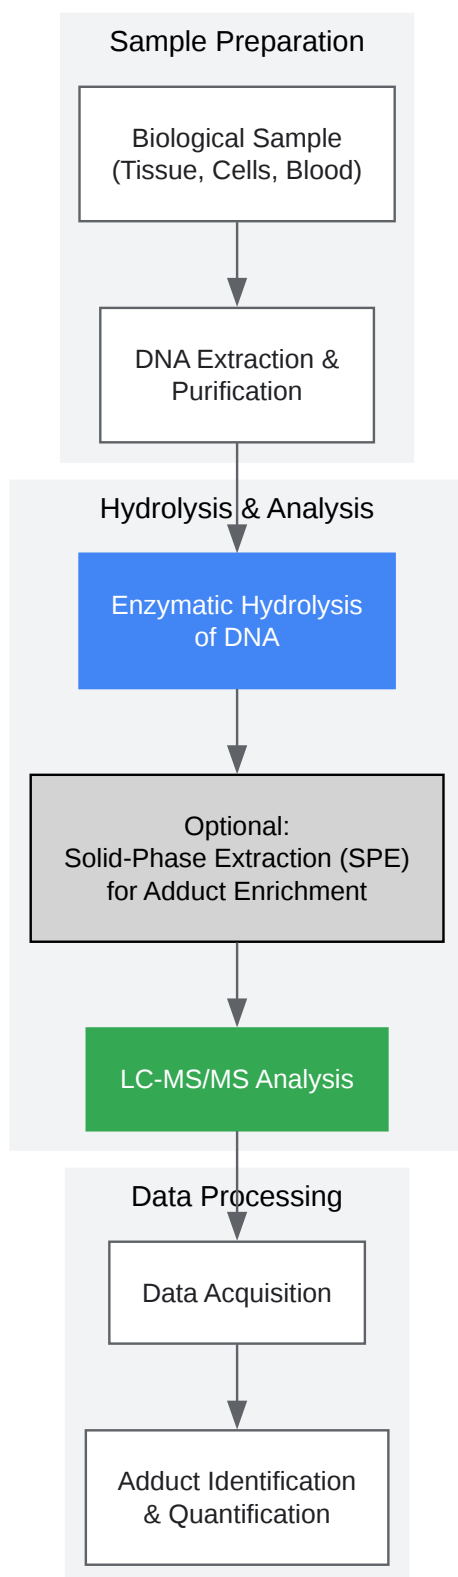 Sample Preparation
Biological Sample
(Tissue, Cells, Blood)
DNA Extraction &
Purification
Hydrolysis & Analysis
Enzymatic Hydrolysis
of DNA
Optional:
Solid-Phase Extraction (SPE)
for Adduct Enrichment
LC-MS/MS Analysis
Data Processing
Data Acquisition
Adduct Identification
& Quantification